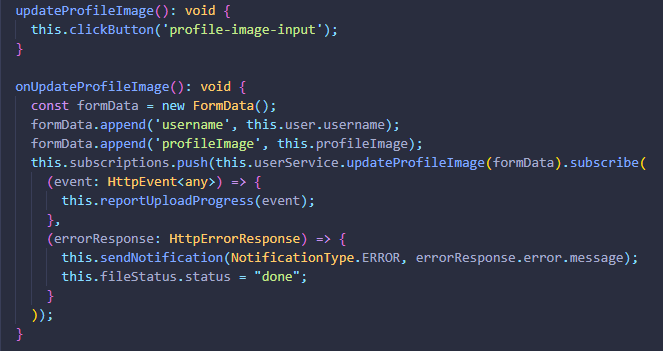 updateProfileImage(): void {
  this.clickButton('profile-image-input');
}

onUpdateProfileImage(): void {
  const formData = new FormData();
  formData.append('username', this.user.username);
  formData.append('profileImage', this.profileImage);
  this.subscriptions.push(this.userService.updateProfileImage(formData).subscribe(
    (event: HttpEvent<any>) => {
      this.reportUploadProgress(event);
    },
    (errorResponse: HttpErrorResponse) => {
      this.sendNotification(NotificationType.ERROR, errorResponse.error.message);
      this.fileStatus.status = "done";
    }
  ));
}